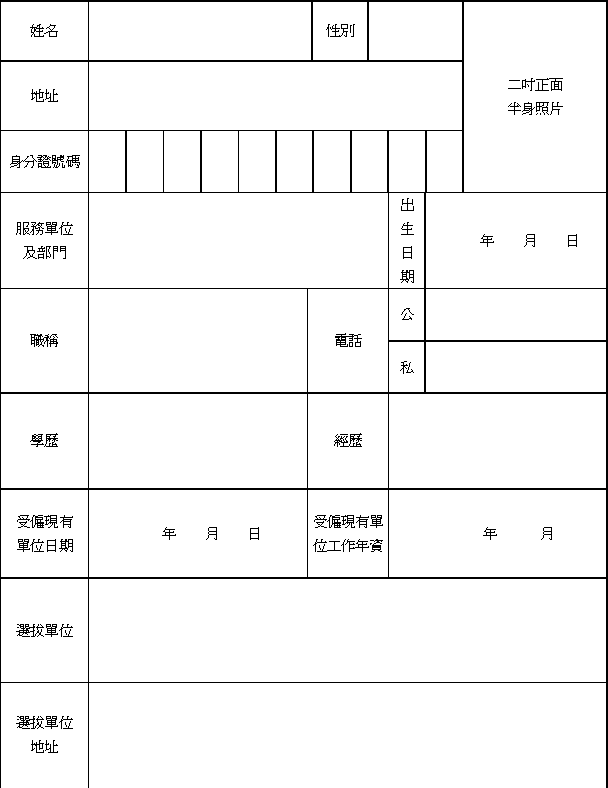 姓名
性別
二吋正面
半身照片
地址
身分證號碼
服務單位
及部門
出
生
日
期
年 月 日
職稱
電話
公
私
學歷
經歷
受僱現有
單位日期
年 月 日
受僱現有單
位工作年資
年 月
選拔單位
選拔單位
地址